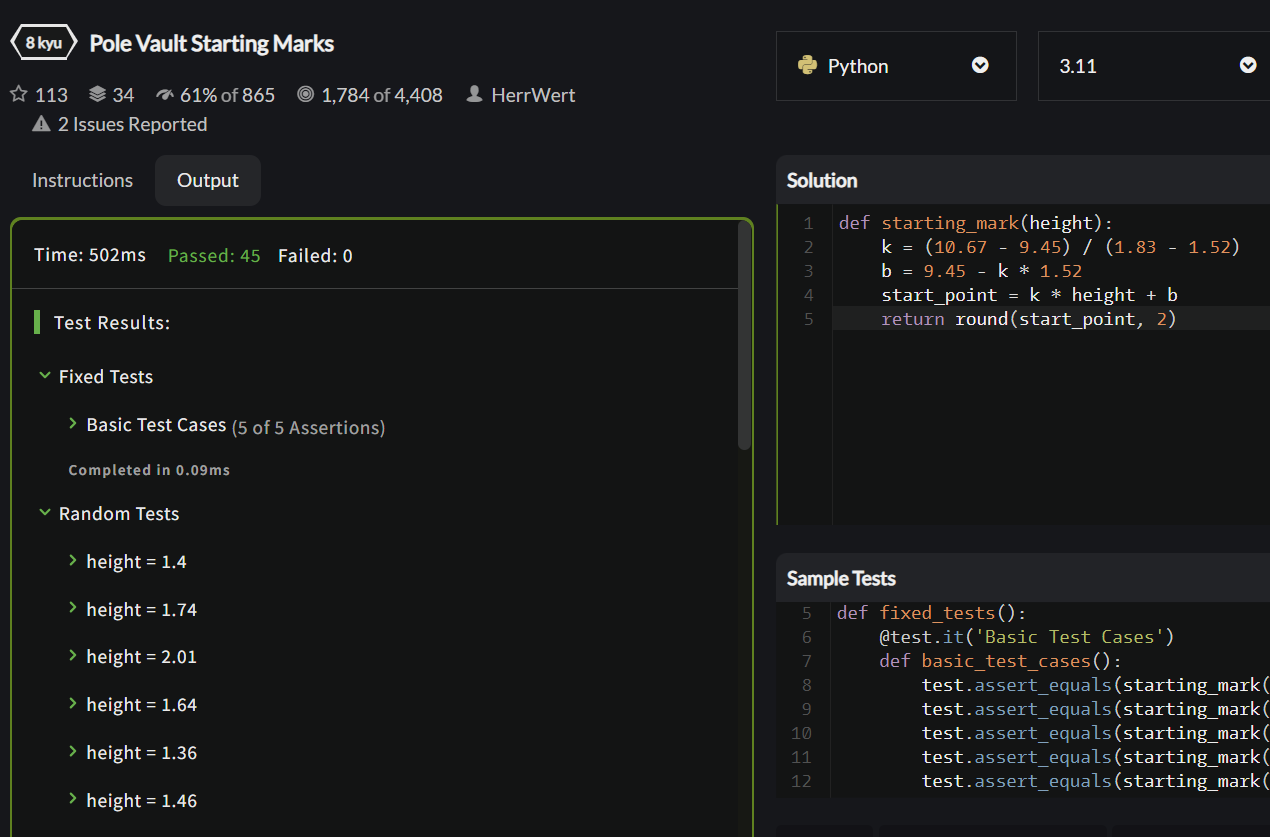 8 kyu Pole Vault Starting Marks
113 34 61% of 865 1,784 of 4,408 HerrWert
2 Issues Reported
Instructions Output
Time: 502ms Passed: 45 Failed: 0
Test Results:
Fixed Tests
Basic Test Cases (5 of 5 Assertions)
Completed in 0.09ms
Random Tests
height = 1.4
height = 1.74
height = 2.01
height = 1.64
height = 1.36
height = 1.46
Python 3.11
Solution
1 def starting_mark(height):
2 k = (10.67 - 9.45) / (1.83 - 1.52)
3 b = 9.45 - k * 1.52
4 start_point = k * height + b
5 return round(start_point, 2)
Sample Tests
5 def fixed_tests():
6 @test.it('Basic Test Cases')
7 def basic_test_cases():
8 test.assert_equals(starting_mark(
9 test.assert_equals(starting_mark(
10 test.assert_equals(starting_mark(
11 test.assert_equals(starting_mark(
12 test.assert_equals(starting_mark(